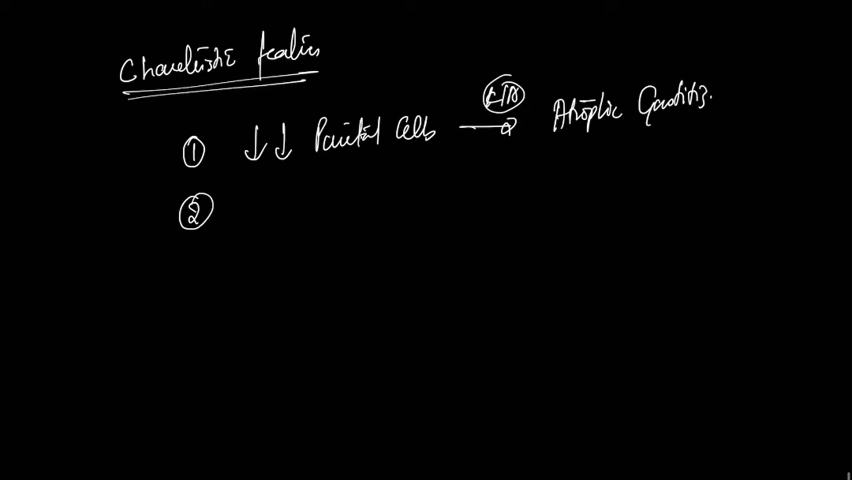 Characteristic features
① ↓↓ Parietal Cells → Atrophic Gastritis.
②